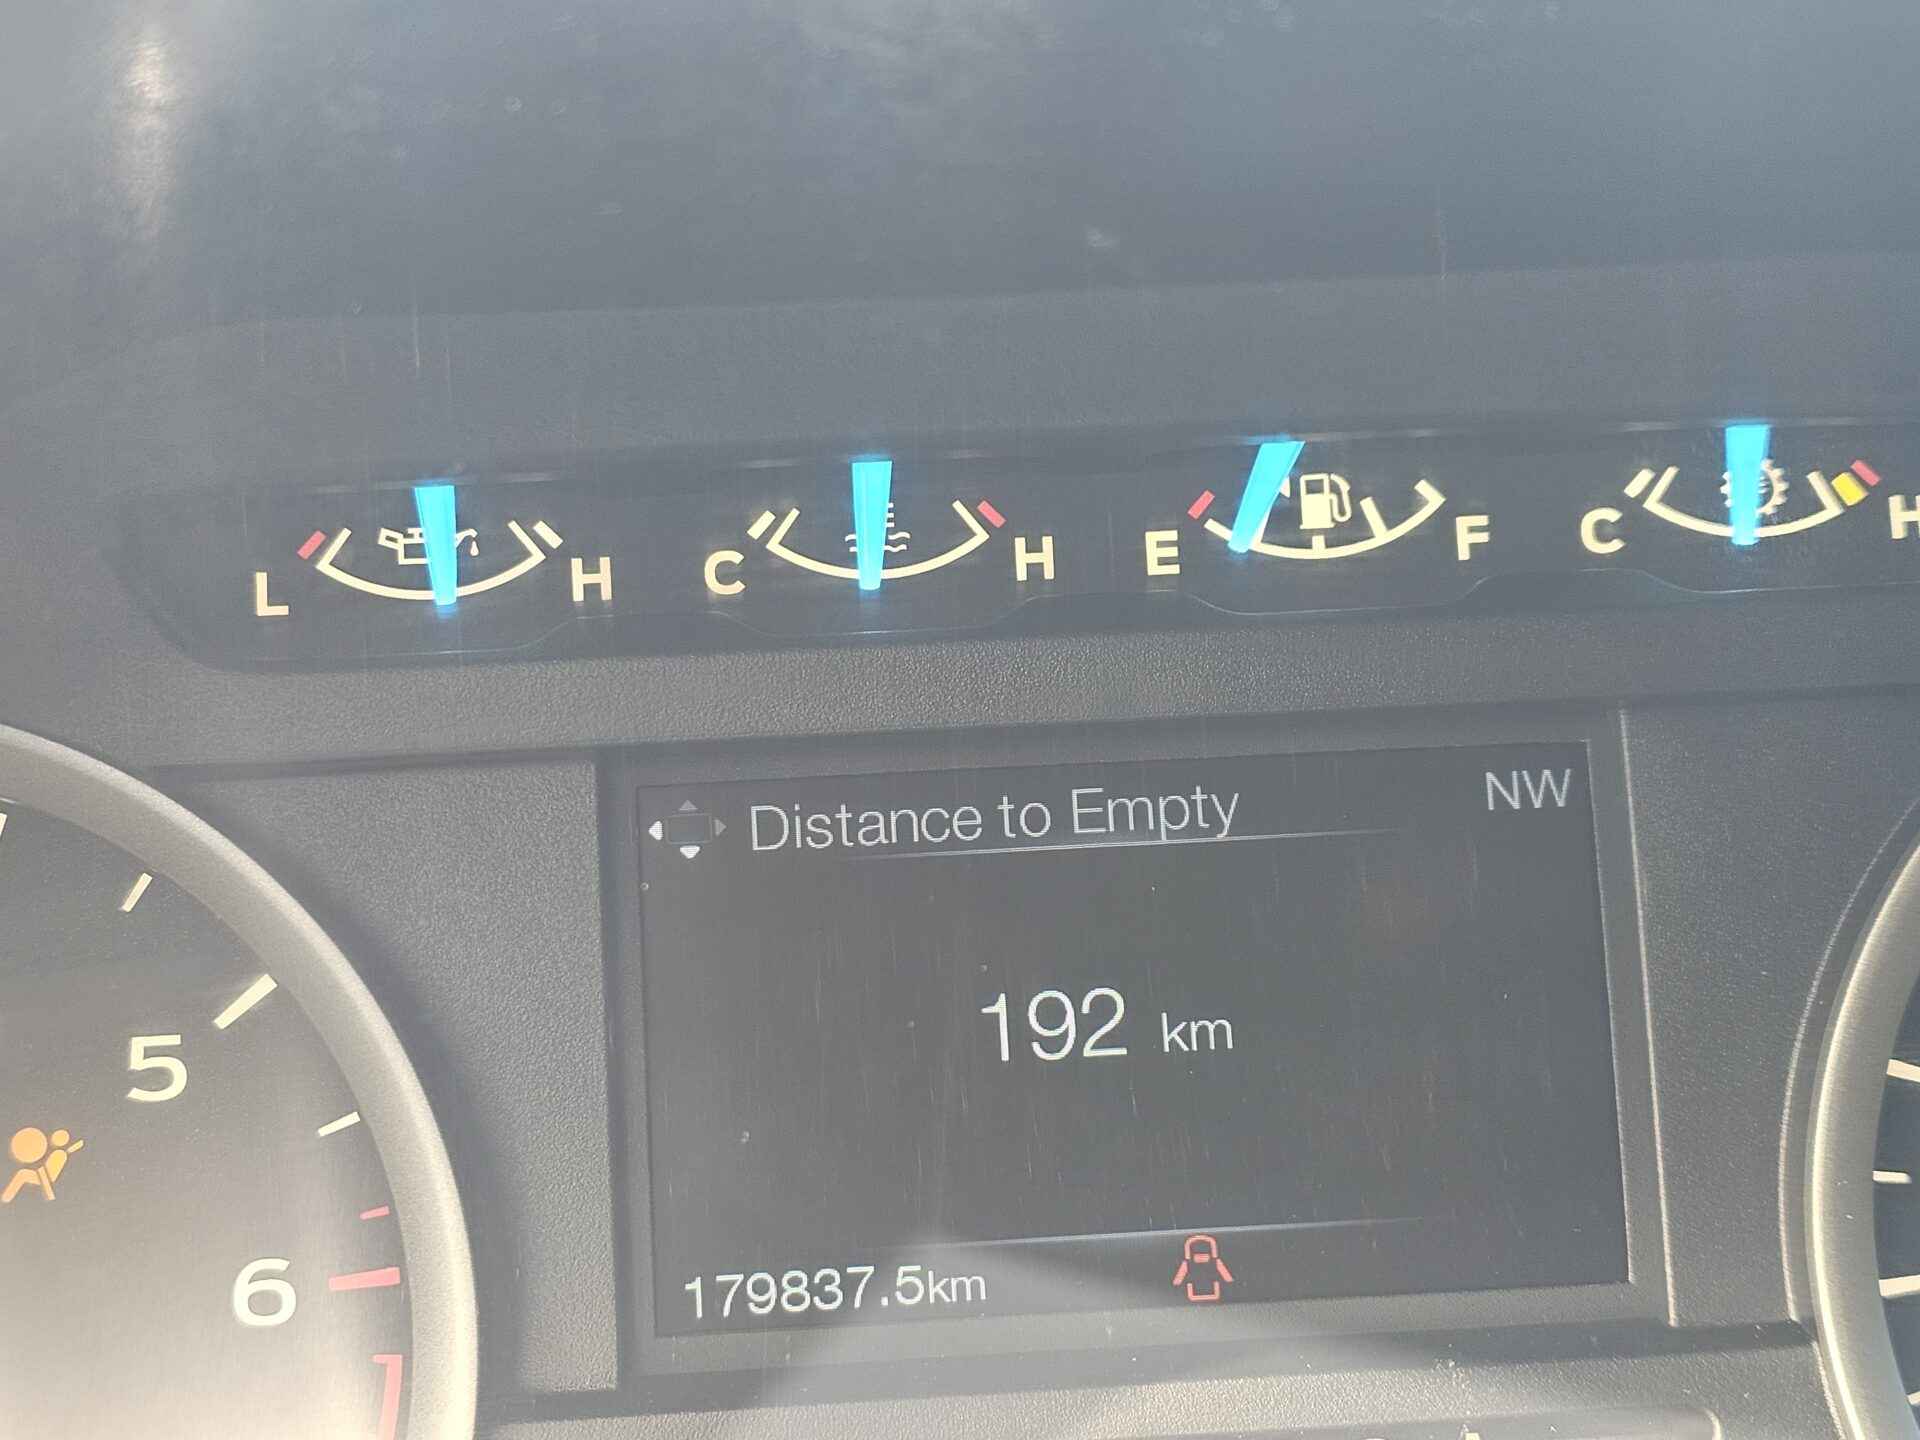 L H C H E F C H
Distance to Empty NW
192 km
5
6
179837.5km